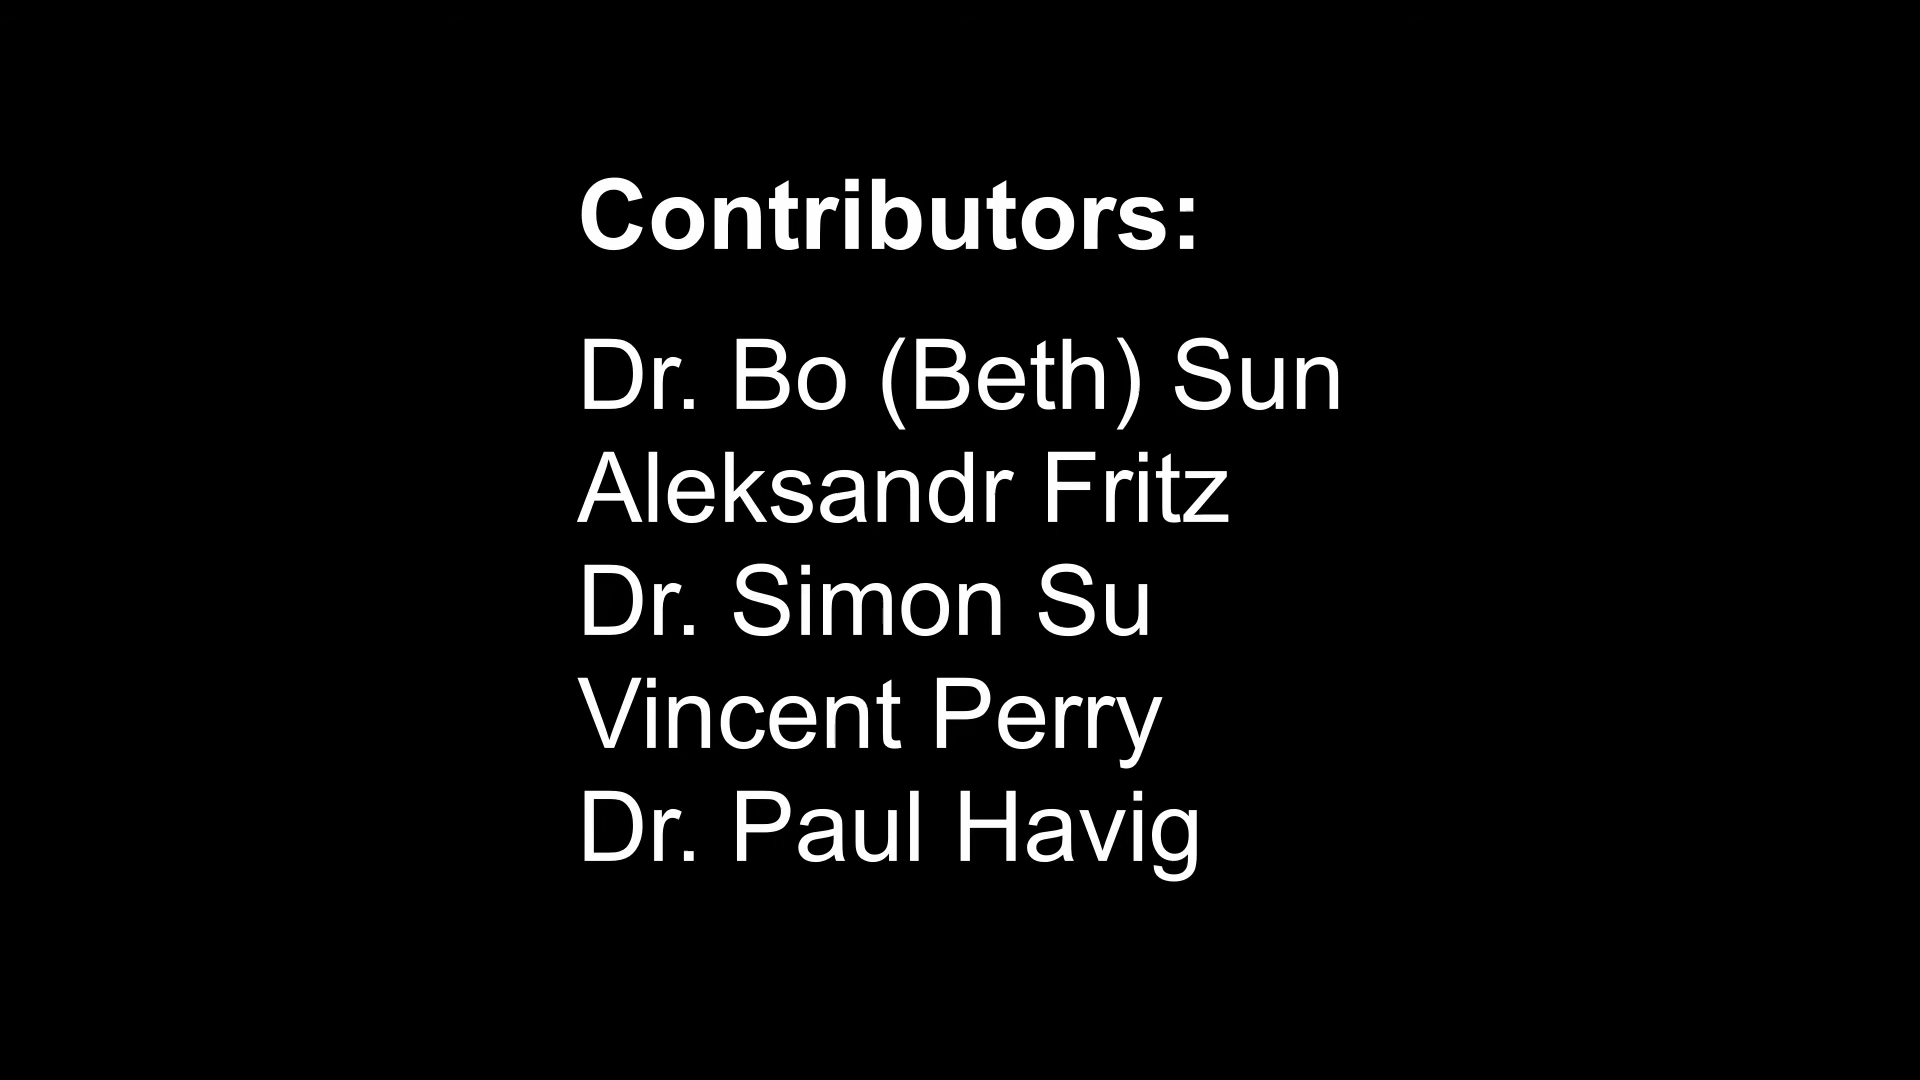 Contributors:
Dr. Bo (Beth) Sun
Aleksandr Fritz
Dr. Simon Su
Vincent Perry
Dr. Paul Havig